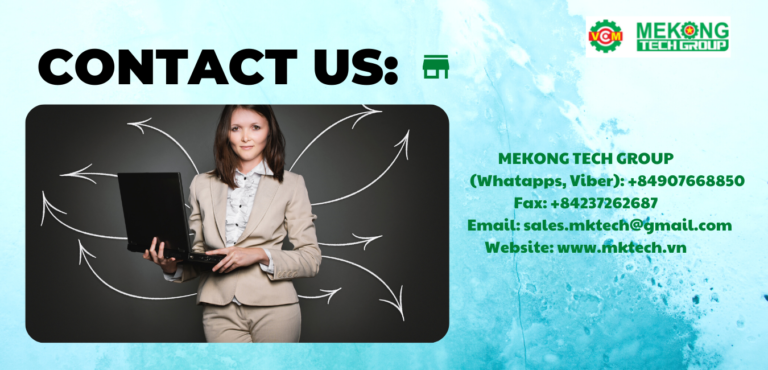 CONTACT US:
VCM
MEKONG
TECH GROUP
MEKONG TECH GROUP
(Whatapps, Viber): +84907668850
Fax: +84237262687
Email: sales.mktech@gmail.com
Website: www.mktech.vn